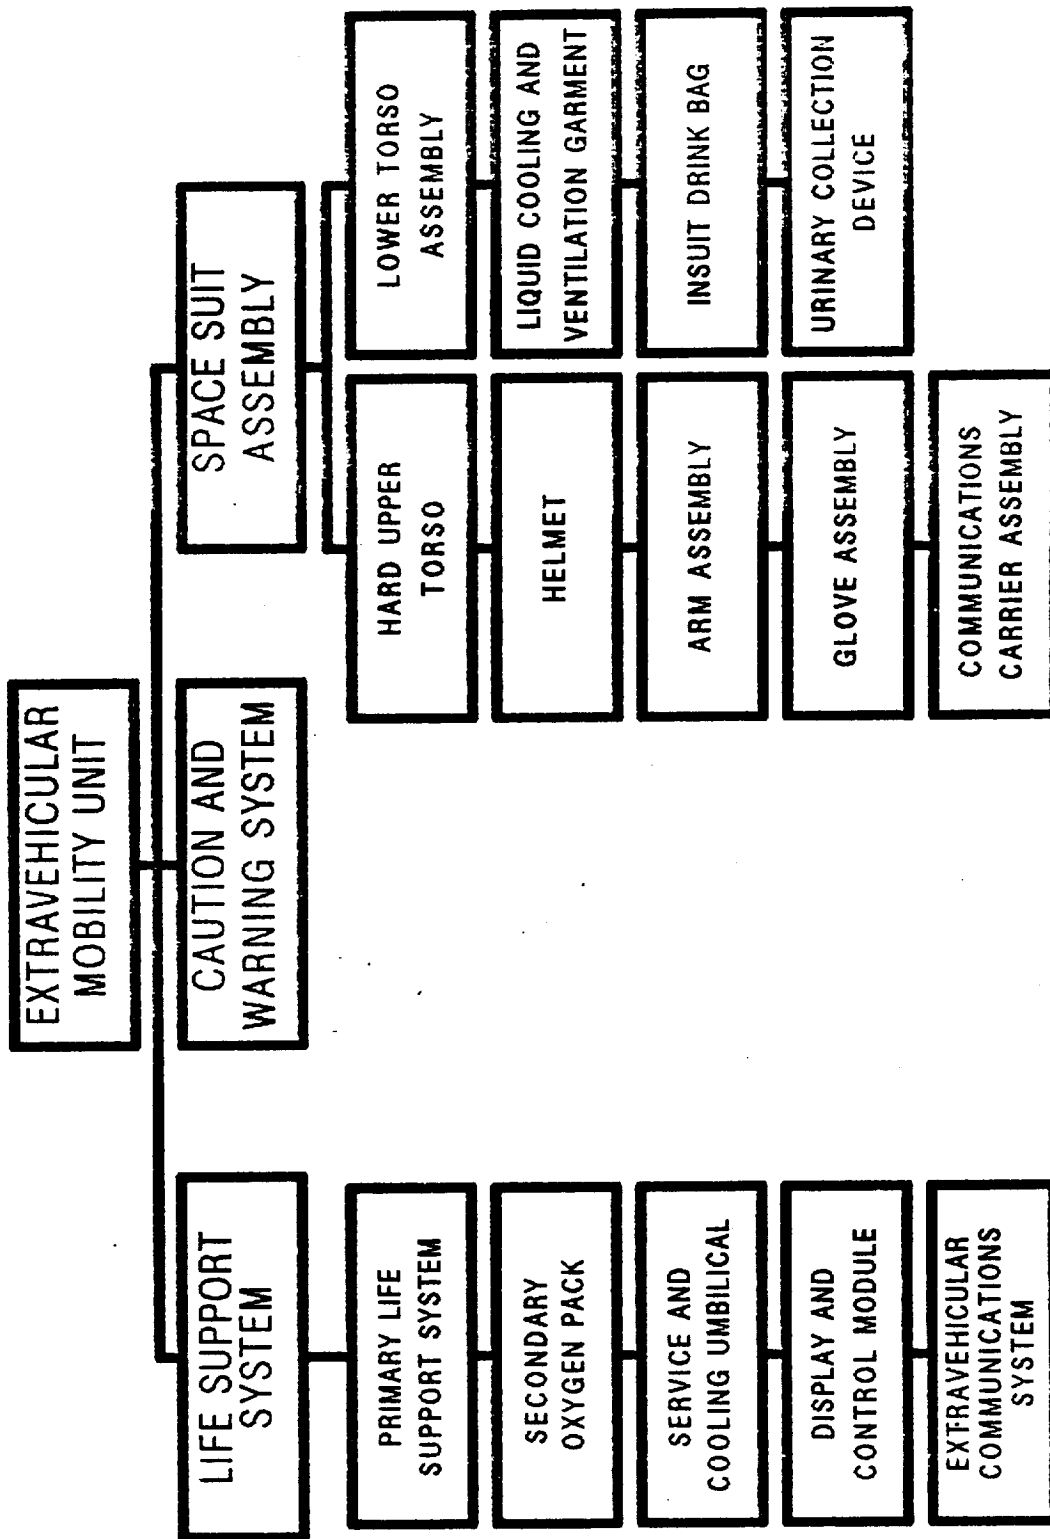 EXTRAVEHICULAR
MOBILITY UNIT
LIFE SUPPORT
SYSTEM
CAUTION AND
WARNING SYSTEM
SPACE SUIT
ASSEMBLY
PRIMARY LIFE
SUPPORT SYSTEM
SECONDARY
OXYGEN PACK
SERVICE AND
COOLING UMBILICAL
DISPLAY AND
CONTROL MODULE
EXTRAVEHICULAR
COMMUNICATIONS
SYSTEM
HARD UPPER
TORSO
HELMET
ARM ASSEMBLY
GLOVE ASSEMBLY
COMMUNICATIONS
CARRIER ASSEMBLY
LOWER TORSO
ASSEMBLY
LIQUID COOLING AND
VENTILATION GARMENT
INSUIT DRINK BAG
URINARY COLLECTION
DEVICE